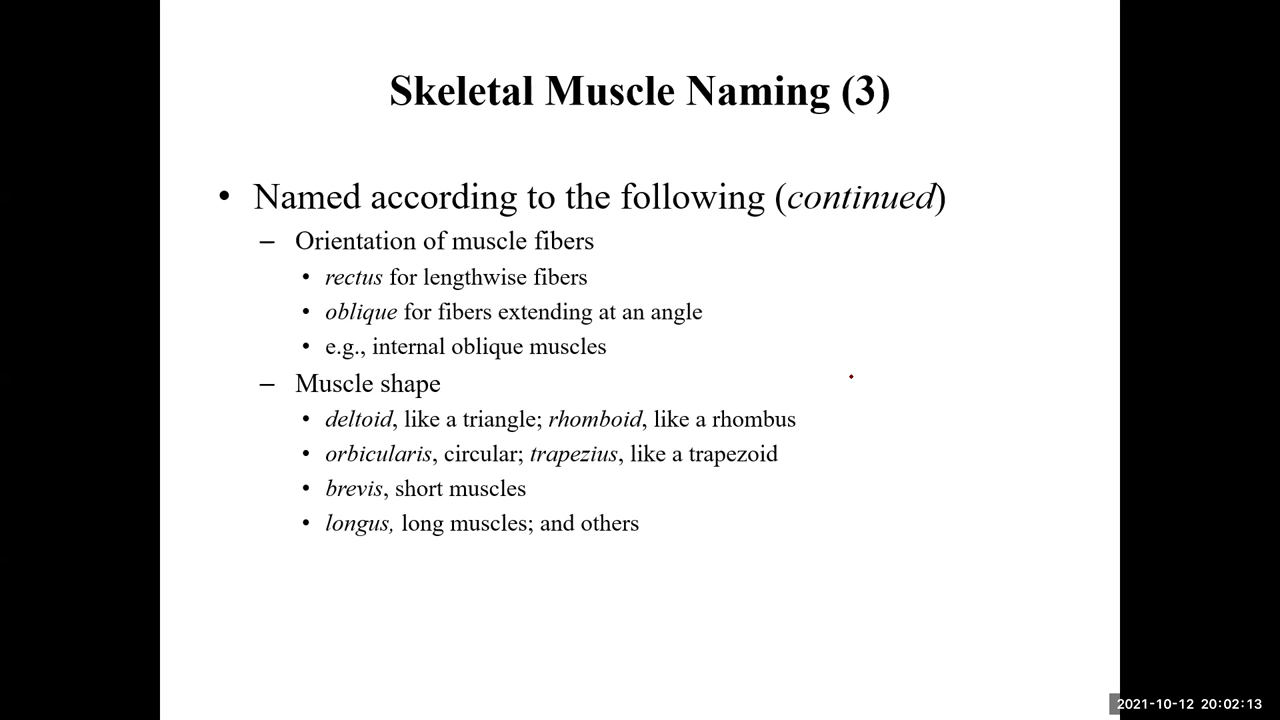 Skeletal Muscle Naming (3)
• Named according to the following (continued)
– Orientation of muscle fibers
• rectus for lengthwise fibers
• oblique for fibers extending at an angle
• e.g., internal oblique muscles
– Muscle shape
• deltoid, like a triangle; rhomboid, like a rhombus
• orbicularis, circular; trapezius, like a trapezoid
• brevis, short muscles
• longus, long muscles; and others
2021-10-12 20:02:13